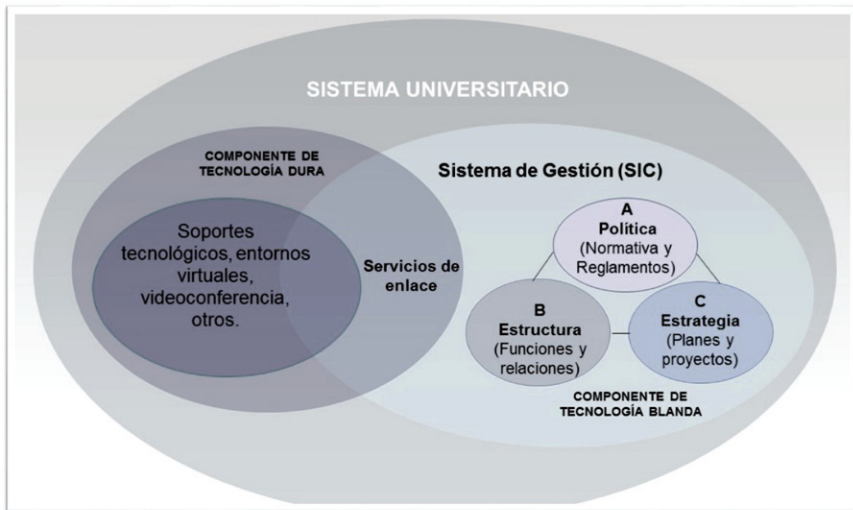 SISTEMA UNIVERSITARIO
COMPONENTE DE
TECNOLOGÍA DURA
Soportes
tecnológicos, entornos
virtuales,
videoconferencia,
otros.
Servicios de
enlace
Sistema de Gestión (SIC)
A
Política
(Normativa y
Reglamentos)
B
Estructura
(Funciones y
relaciones)
C
Estrategia
(Planes y
proyectos)
COMPONENTE DE
TECNOLOGÍA BLANDA